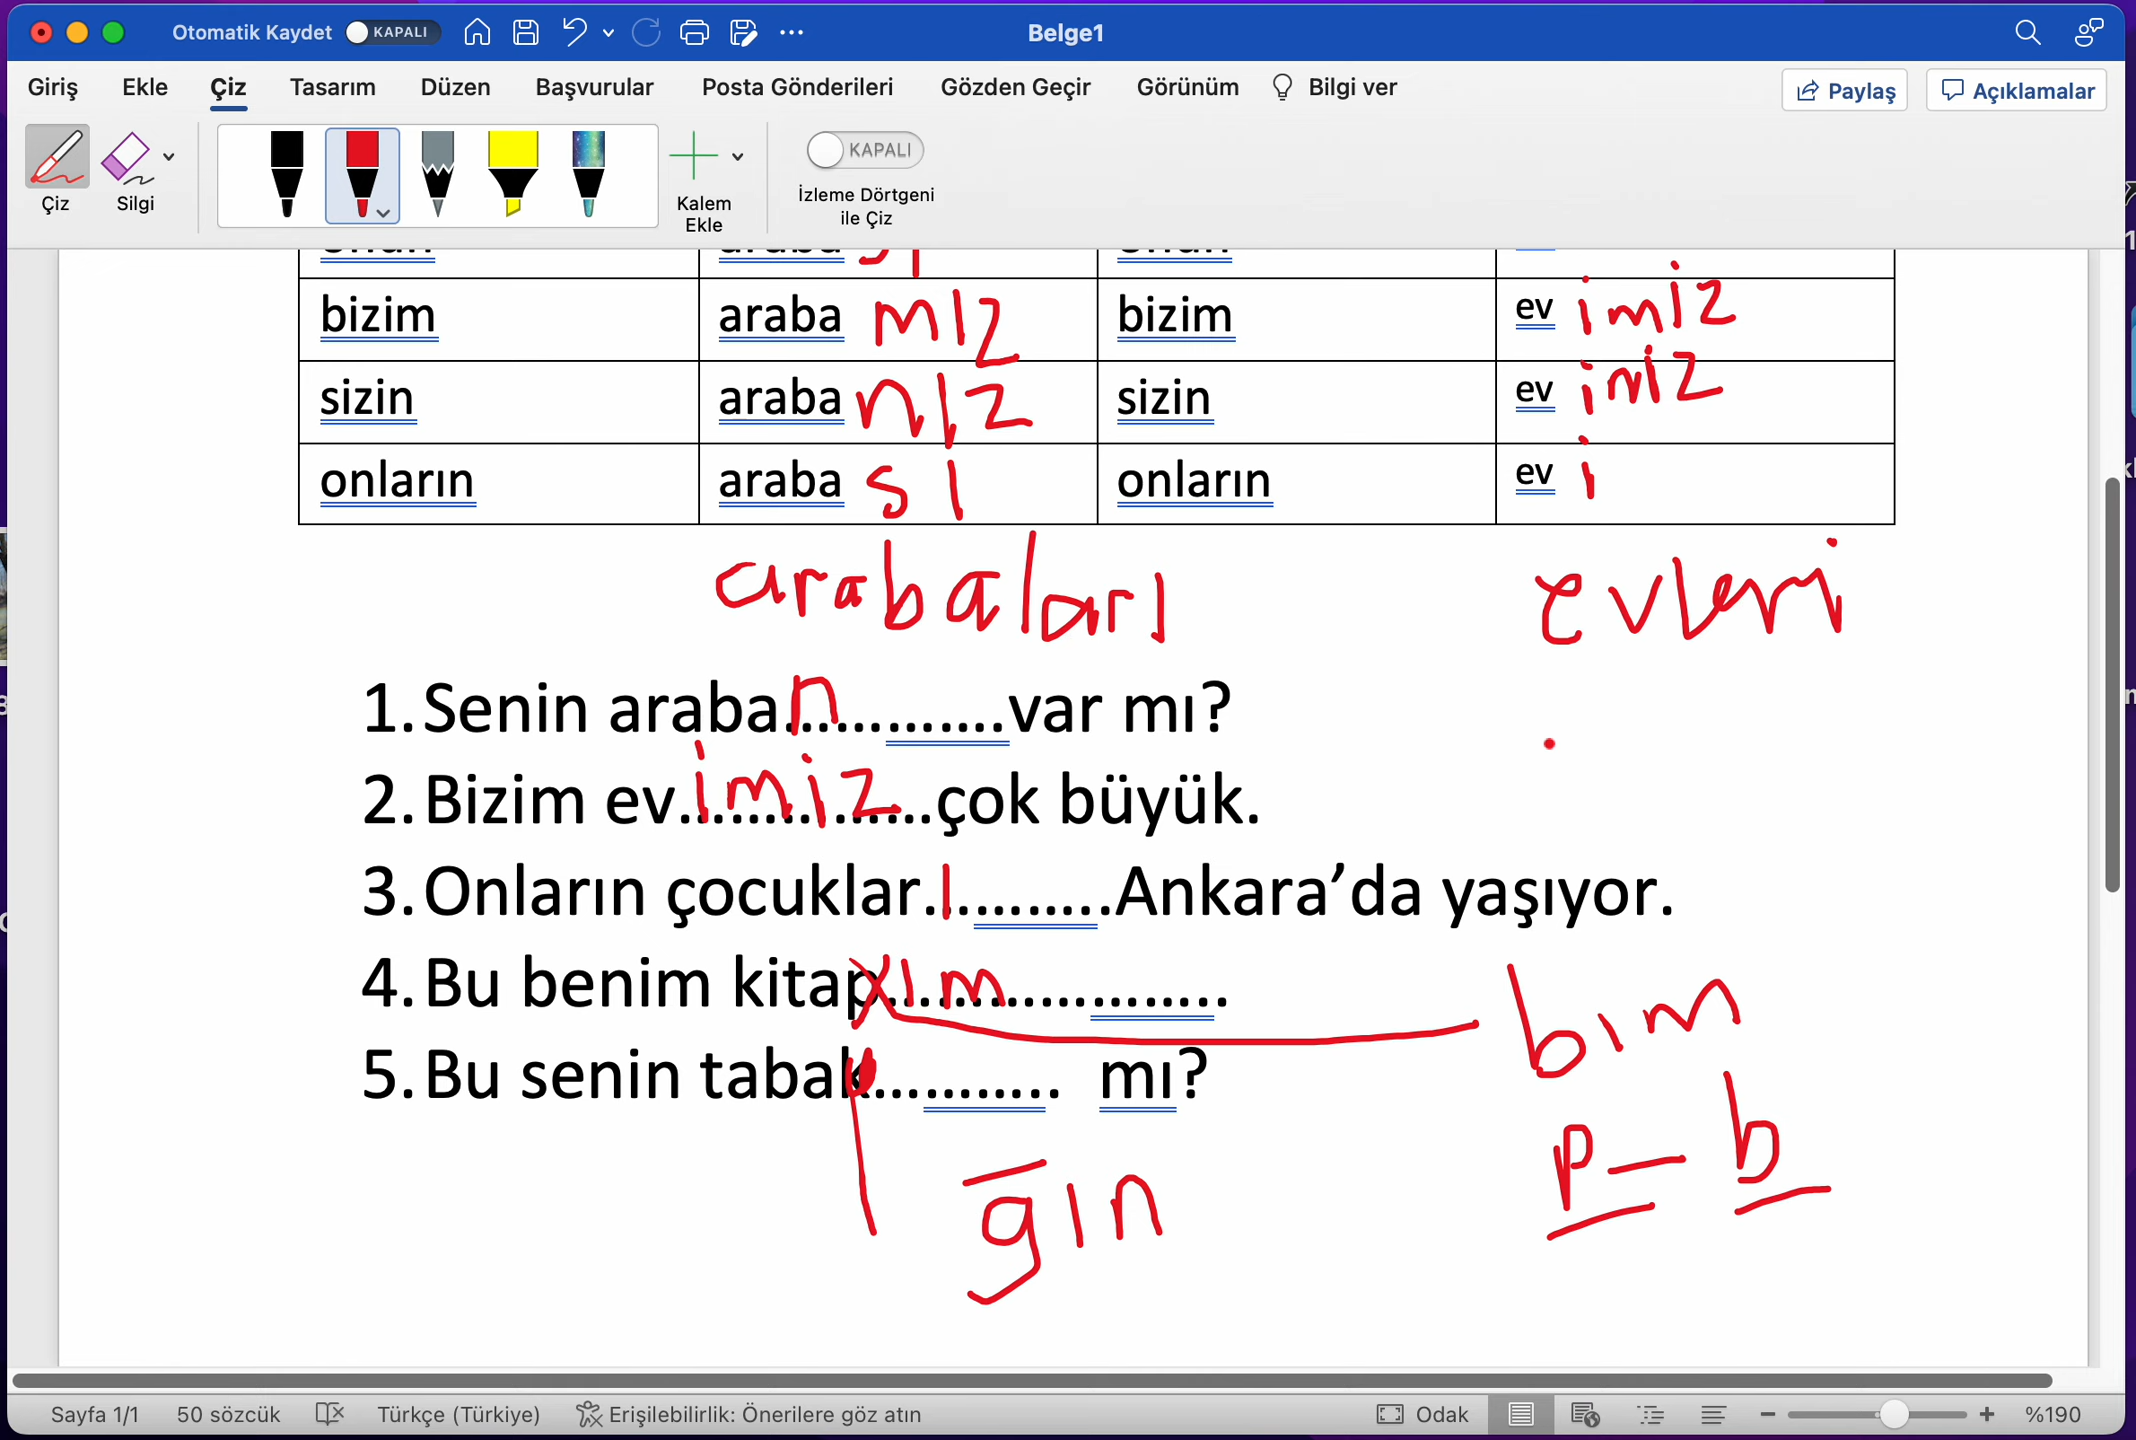 Otomatik Kaydet KAPALI Belge1
Giriş Ekle Çiz Tasarım Düzen Başvurular Posta Gönderileri Gözden Geçir Görünüm Bilgi ver Paylaş Açıklamalar
KAPALI
Çiz Silgi Kalem Ekle İzleme Dörtgeni ile Çiz
bizim araba mız bizim ev imiz
sizin araba nız sizin ev iniz
onların araba sı onların ev i
arabaları evleri
1. Senin araba n............var mı?
2. Bizim ev. imiz ...çok büyük.
3. Onların çocuklar. ı .........Ankara’da yaşıyor.
4. Bu benim kitap ım .............. bım
5. Bu senin tabak............ mı? p — b
ğın
Sayfa 1/1 50 sözcük Türkçe (Türkiye) Erişilebilirlik: Önerilere göz atın Odak %190